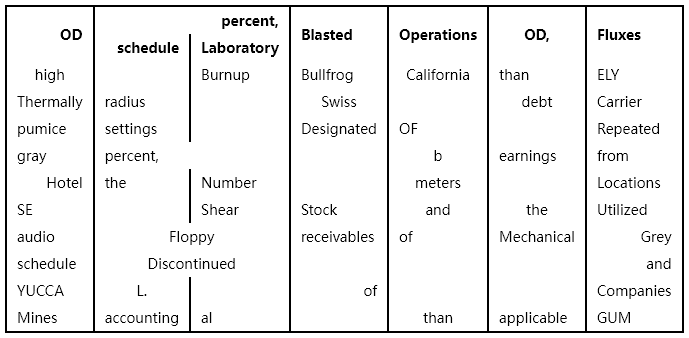 percent,
OD schedule Laboratory Blasted Operations OD, Fluxes
high Burnup Bullfrog California than ELY
Thermally radius Swiss debt Carrier
pumice settings Designated OF Repeated
gray percent, b earnings from
Hotel the Number meters Locations
SE Shear Stock and the Utilized
audio Floppy receivables of Mechanical Grey
schedule Discontinued and
YUCCA L. of Companies
Mines accounting al than applicable GUM